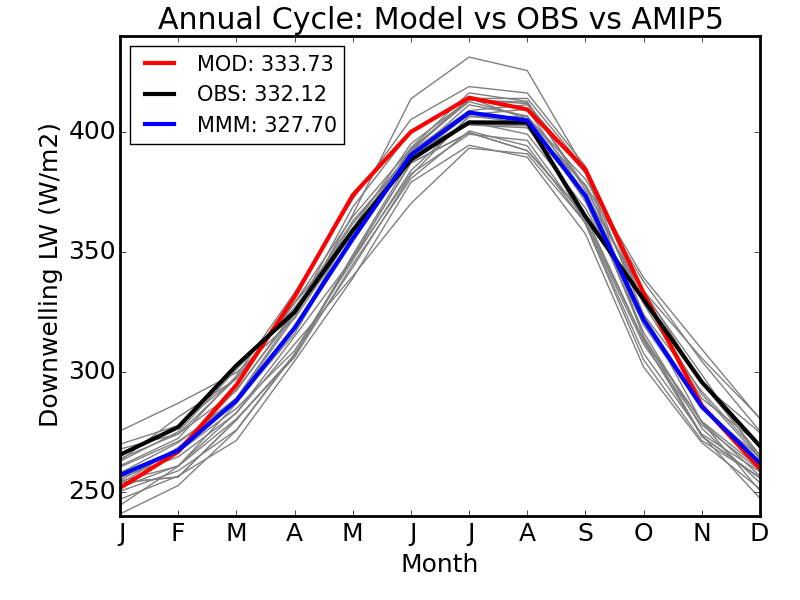 Annual Cycle: Model vs OBS vs AMIP5
MOD: 333.73
OBS: 332.12
MMM: 327.70
Downwelling LW (W/m2)
400
350
300
250
J F M A M J J A S O N D
Month